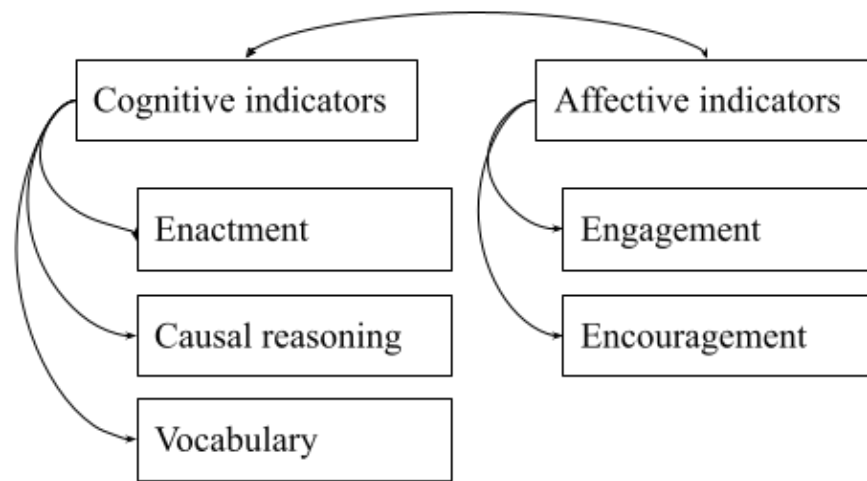 Cognitive indicators
Enactment
Causal reasoning
Vocabulary
Affective indicators
Engagement
Encouragement